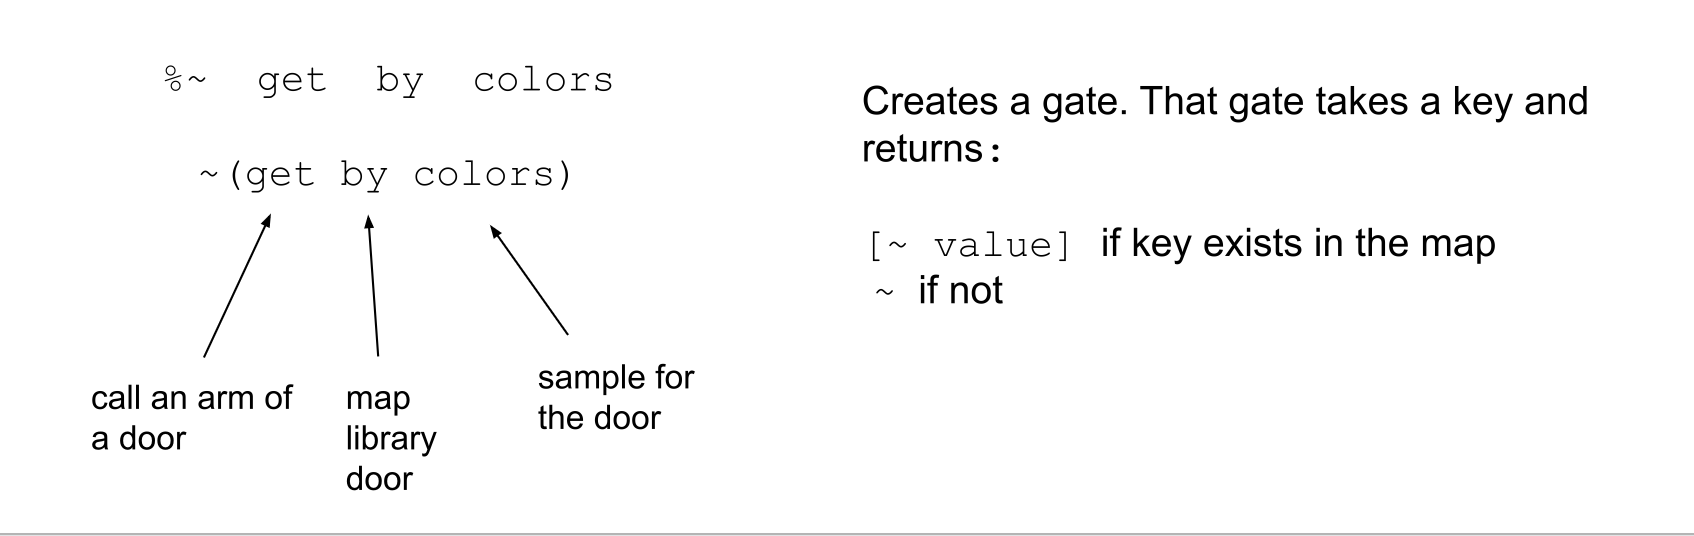 %~  get  by  colors
~(get by colors)
call an arm of
a door
map
library
door
sample for
the door
Creates a gate. That gate takes a key and
returns:
[~ value] if key exists in the map
~ if not